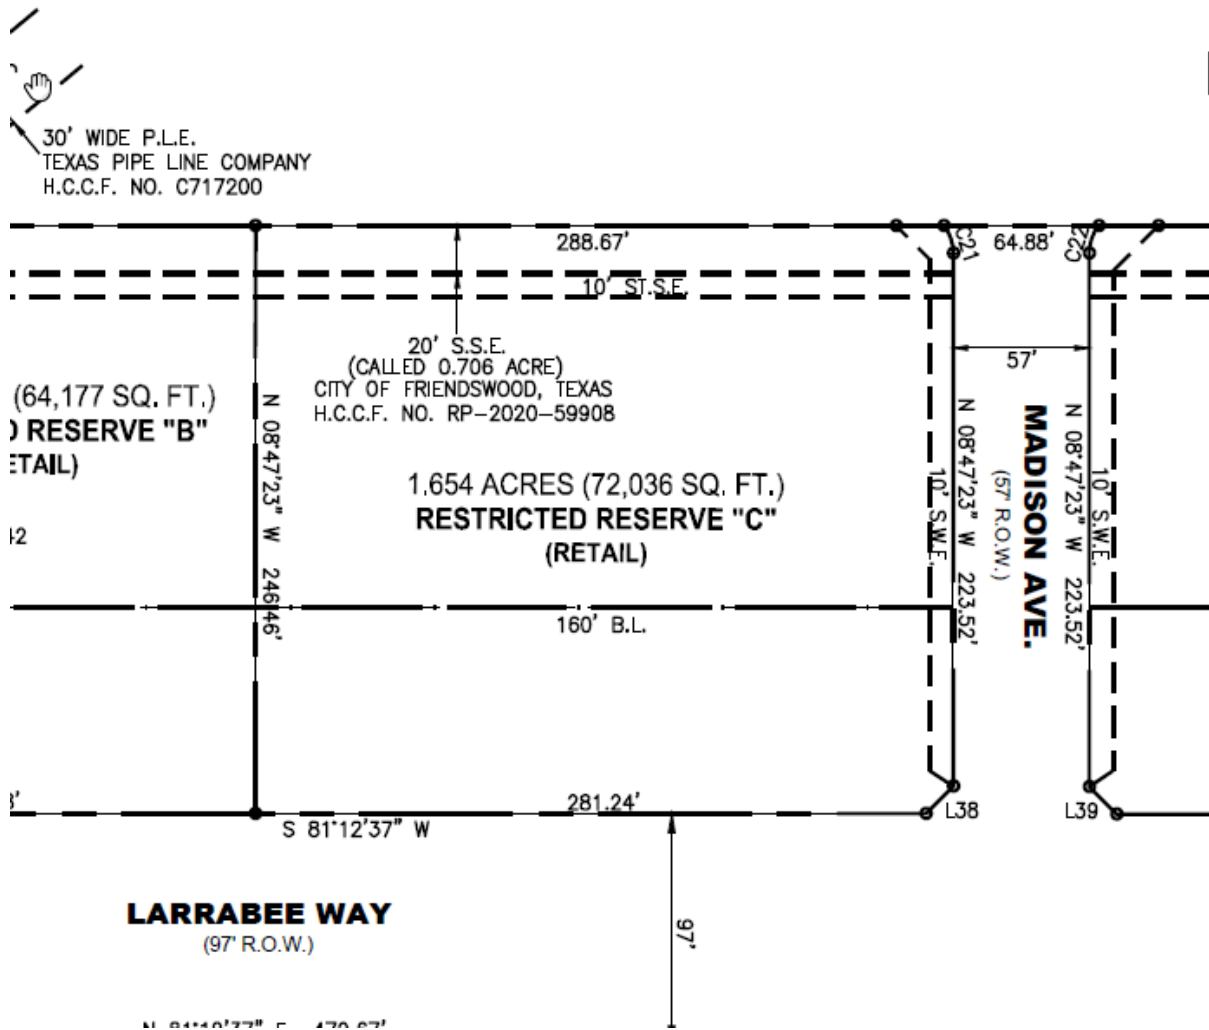 30' WIDE P.L.E.
TEXAS PIPE LINE COMPANY
H.C.C.F. NO. C717200
288.67'
C21
64.88'
C22
10' ST.S.E.
20' S.S.E.
(CALLED 0.706 ACRE)
CITY OF FRIENDSWOOD, TEXAS
H.C.C.F. NO. RP-2020-59908
57'
(64,177 SQ. FT.)
RESERVE "B"
ETAIL)
N 08°47'23" W 246.46'
1.654 ACRES (72,036 SQ. FT.)
RESTRICTED RESERVE "C"
(RETAIL)
10' S.W.E.
N 08°47'23" W 223.52'
MADISON AVE.
(57' R.O.W.)
N 08°47'23" W 223.52'
10' S.W.E.
160' B.L.
281.24'
S 81°12'37" W
L38
L39
LARRABEE WAY
(97' R.O.W.)
97'